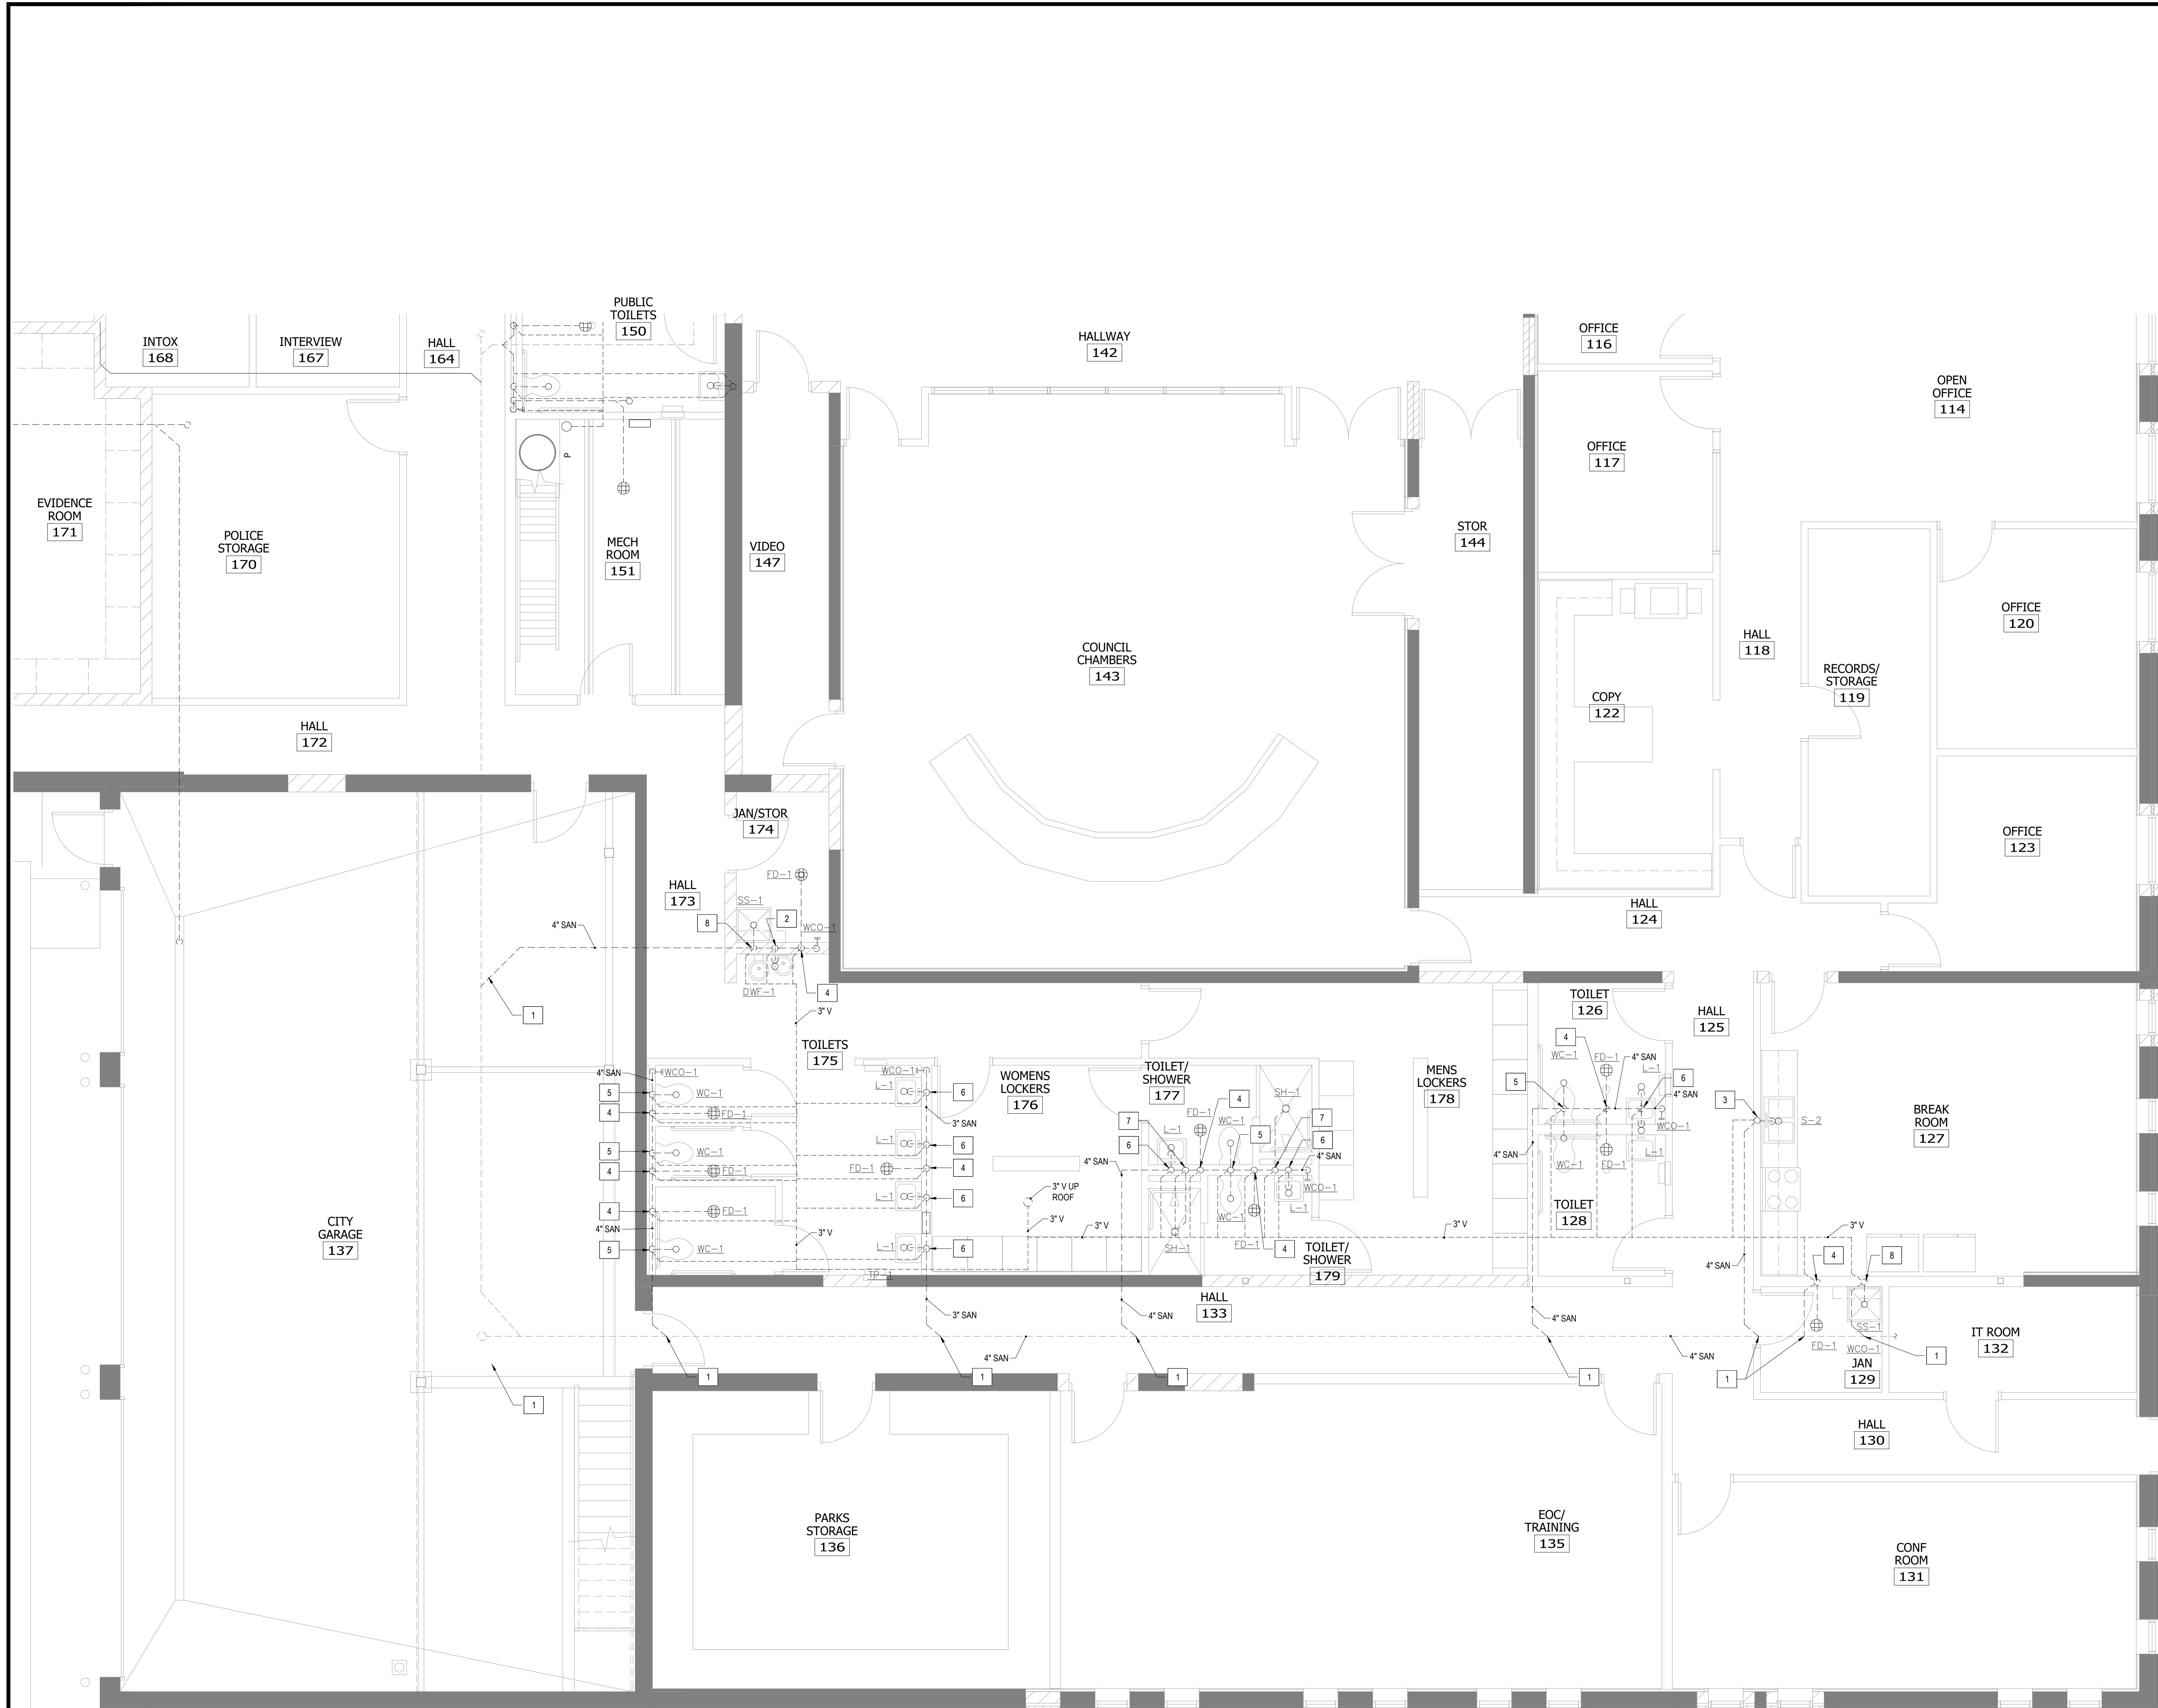 PUBLIC
TOILETS
150
INTOX
168
INTERVIEW
167
HALL
164
HALLWAY
142
OFFICE
116
OPEN
OFFICE
114
OFFICE
117
P
EVIDENCE
ROOM
171
POLICE
STORAGE
170
MECH
ROOM
151
VIDEO
147
STOR
144
COUNCIL
CHAMBERS
143
HALL
118
OFFICE
120
RECORDS/
STORAGE
119
COPY
122
HALL
172
JAN/STOR
174
OFFICE
123
HALL
173
FD-1
SS-1
8
2
WCO-1
4" SAN
HALL
124
DWF-1
4
1
3" V
TOILETS
175
TOILET
126
HALL
125
4
WC-1
FD-1
4" SAN
L-1
4" SAN
WCO-1
5
WC-1
4
FD-1
WCO-1
L-1
6
3" SAN
WOMENS
LOCKERS
176
TOILET/
SHOWER
177
SH-1
MENS
LOCKERS
178
5
6
4" SAN
WCO-1
3
S-2
BREAK
ROOM
127
FD-1
4
WC-1
7
L-1
7
6
5
6
4" SAN
4" SAN
WCO-1
L-1
5
WC-1
4
FD-1
L-1
6
FD-1
4
L-1
6
4" SAN
WC-1
FD-1
L-1
3" V UP
ROOF
3" V
3" V
WC-1
FD-1
4
SH-1
TOILET/
SHOWER
179
3" V
TOILET
128
3" V
4
FD-1
4" SAN
5
WC-1
3" V
L-1
6
TP-1
CITY
GARAGE
137
4" SAN
4
8
HALL
133
3" SAN
4" SAN
4" SAN
SS-1
FD-1
WCO-1
IT ROOM
132
JAN
129
1
4" SAN
4" SAN
1
1
1
1
1
1
HALL
130
PARKS
STORAGE
136
EOC/
TRAINING
135
CONF
ROOM
131